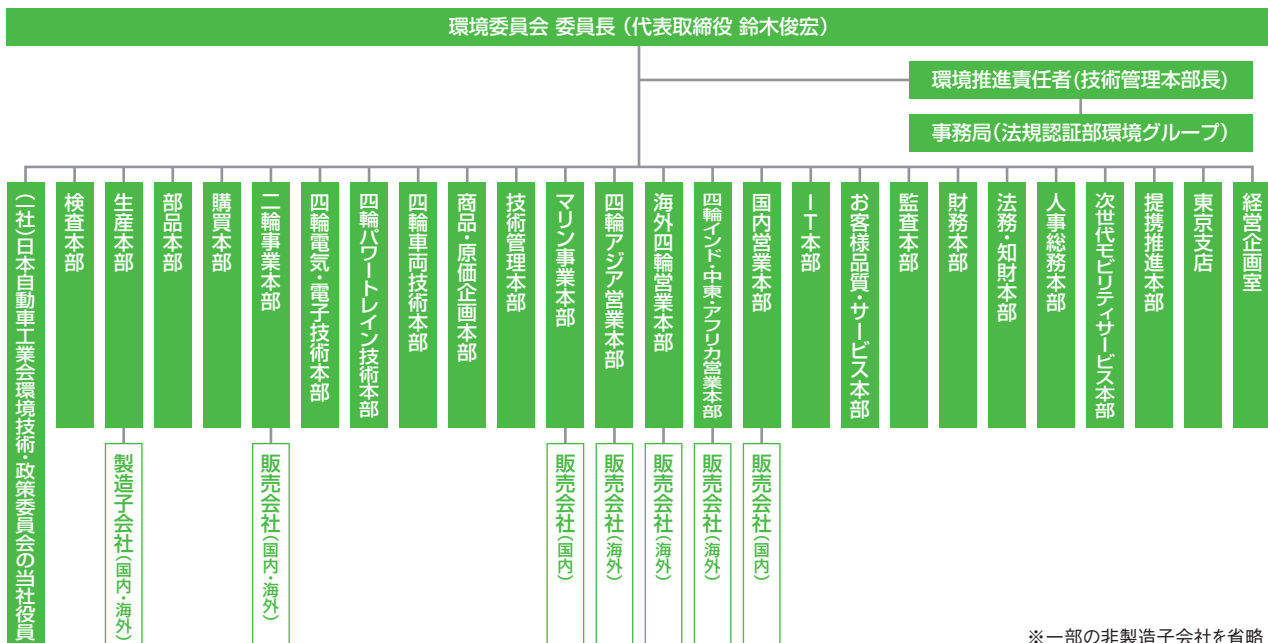 環境委員会 委員長（代表取締役 鈴木俊宏）
環境推進責任者(技術管理本部長)
事務局(法規認証部環境グループ)
(一社)日本自動車工業会環境技術・政策委員会の当社役員
検査本部
生産本部
部品本部
購買本部
二輪事業本部
四輪電気・電子技術本部
四輪パワートレイン技術本部
四輪車両技術本部
商品・原価企画本部
技術管理本部
マリン事業本部
四輪アジア営業本部
海外四輪営業本部
四輪インド・中東・アフリカ営業本部
国内営業本部
IT本部
お客様品質・サービス本部
監査本部
財務本部
法務・知財本部
人事総務本部
次世代モビリティサービス本部
提携推進本部
東京支店
経営企画室
製造子会社(国内・海外)
販売会社(国内・海外)
販売会社(国内)
販売会社(海外)
販売会社(海外)
販売会社(海外)
販売会社(国内)
※一部の非製造子会社を省略